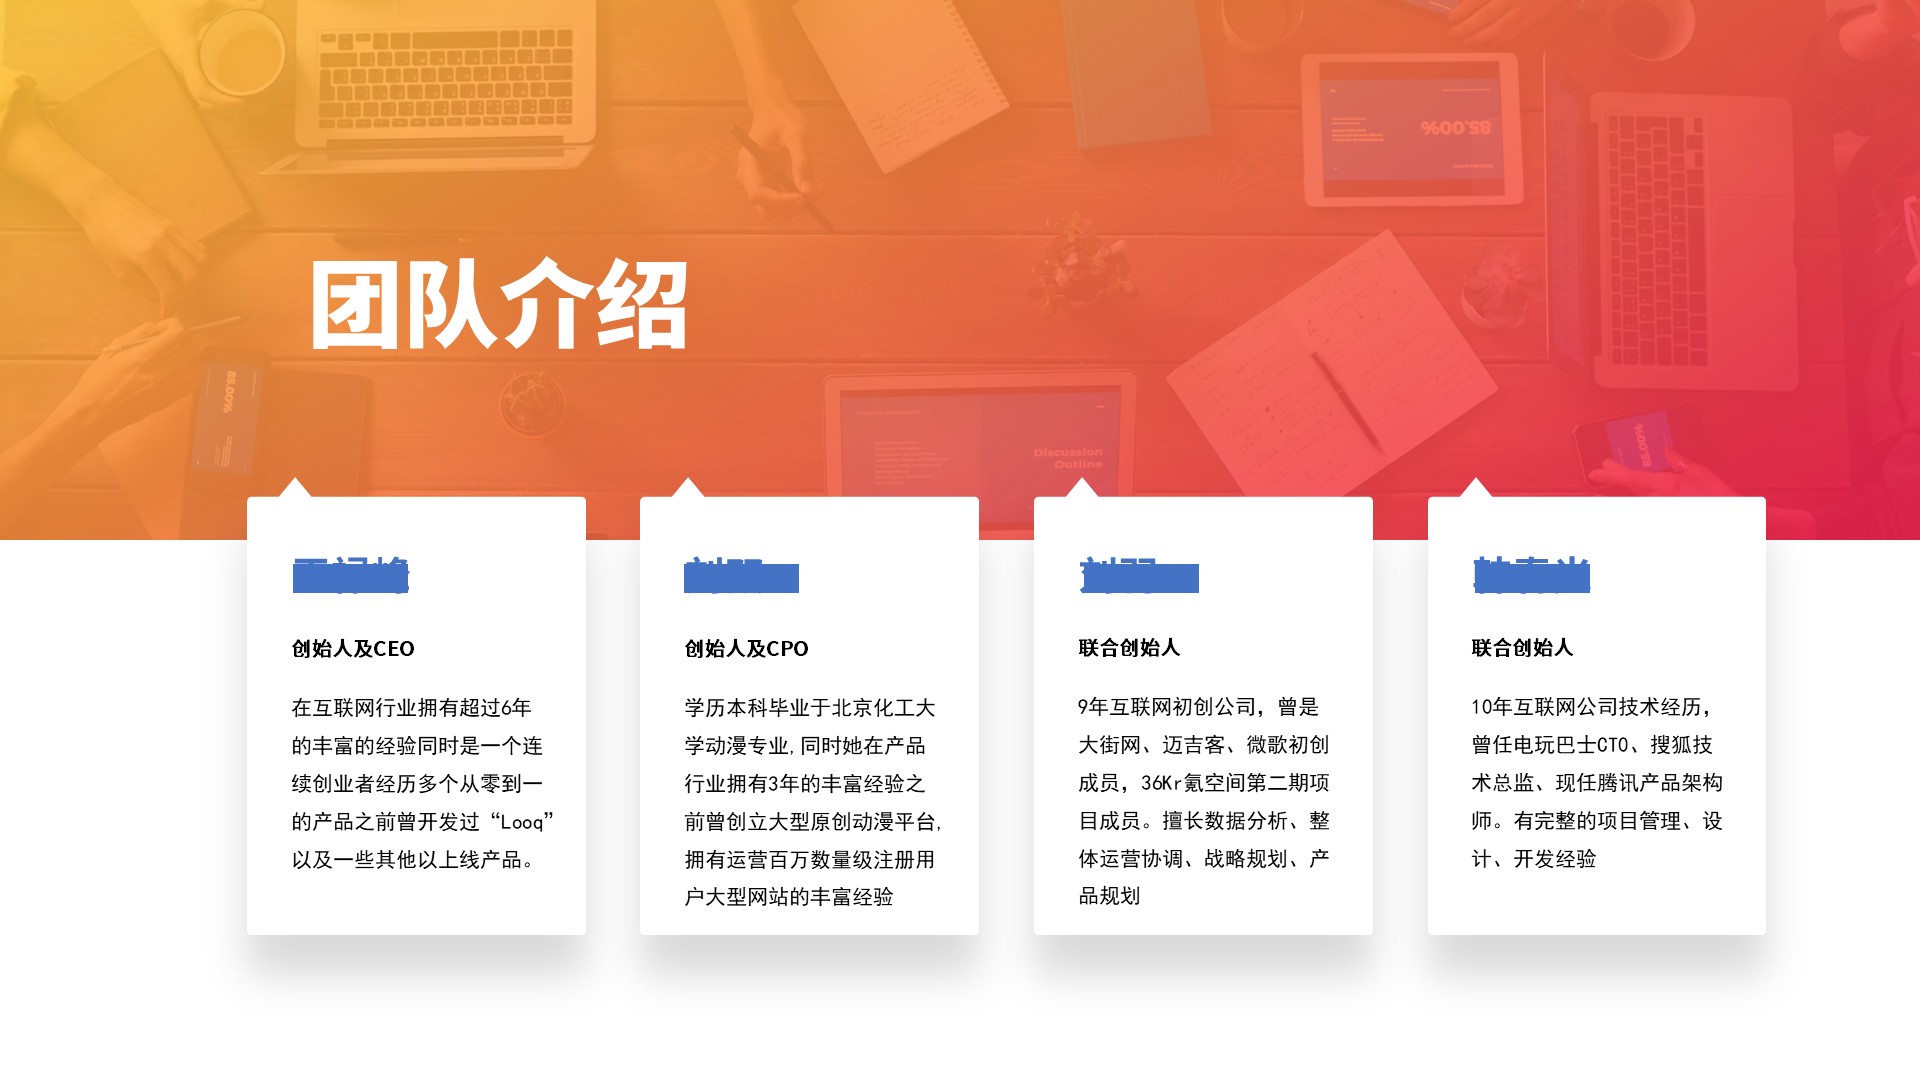 85.00%
团队介绍
85.00%
Discussion
Outline
85.00%
创始人及CEO
在互联网行业拥有超过6年
的丰富的经验同时是一个连
续创业者经历多个从零到一
的产品之前曾开发过“Looq”
以及一些其他以上线产品。
创始人及CPO
学历本科毕业于北京化工大
学动漫专业,同时她在产品
行业拥有3年的丰富经验之
前曾创立大型原创动漫平台,
拥有运营百万数量级注册用
户大型网站的丰富经验
联合创始人
9年互联网初创公司，曾是
大街网、迈吉客、微歌初创
成员，36Kr氪空间第二期项
目成员。擅长数据分析、整
体运营协调、战略规划、产
品规划
联合创始人
10年互联网公司技术经历，
曾任电玩巴士CTO、搜狐技
术总监、现任腾讯产品架构
师。有完整的项目管理、设
计、开发经验